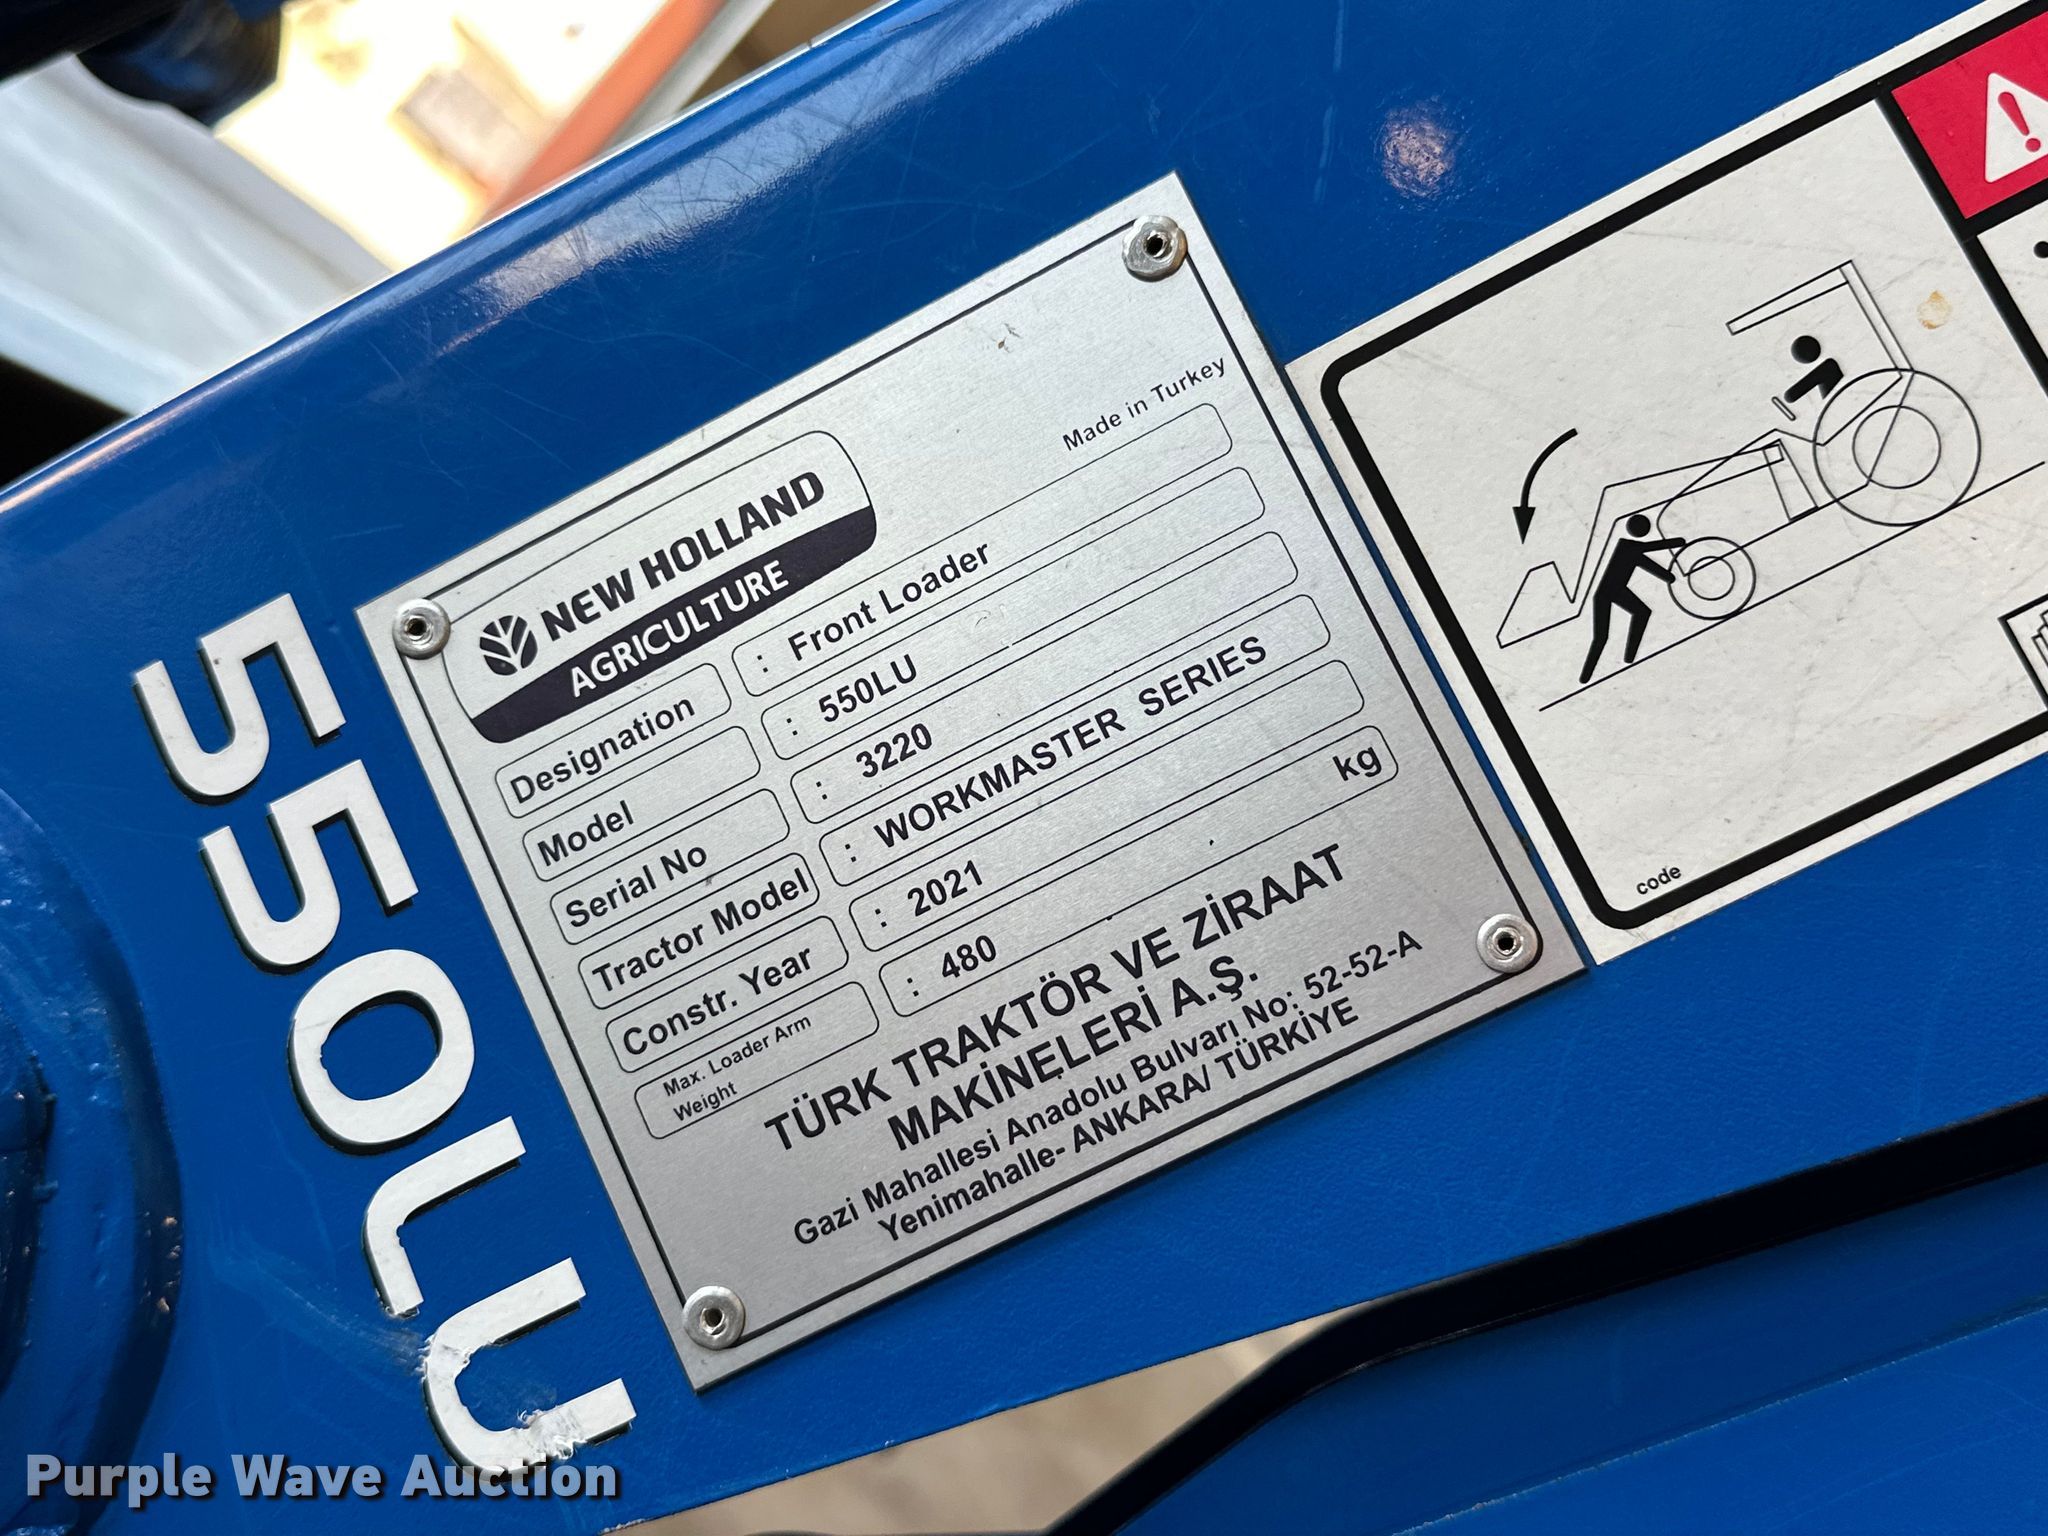 NEW HOLLAND
AGRICULTURE
Made in Turkey
Designation : Front Loader
Model : 550LU
Serial No : 3220
Tractor Model : WORKMASTER SERIES
Constr. Year : 2021
Max. Loader Arm Weight : 480 kg
TÜRK TRAKTÖR VE ZİRAAT
MAKİNELERİ A.Ş.
Gazi Mahallesi Anadolu Bulvarı No: 52-52-A
Yenimahalle- ANKARA/ TÜRKİYE
550LU
code
Purple Wave Auction